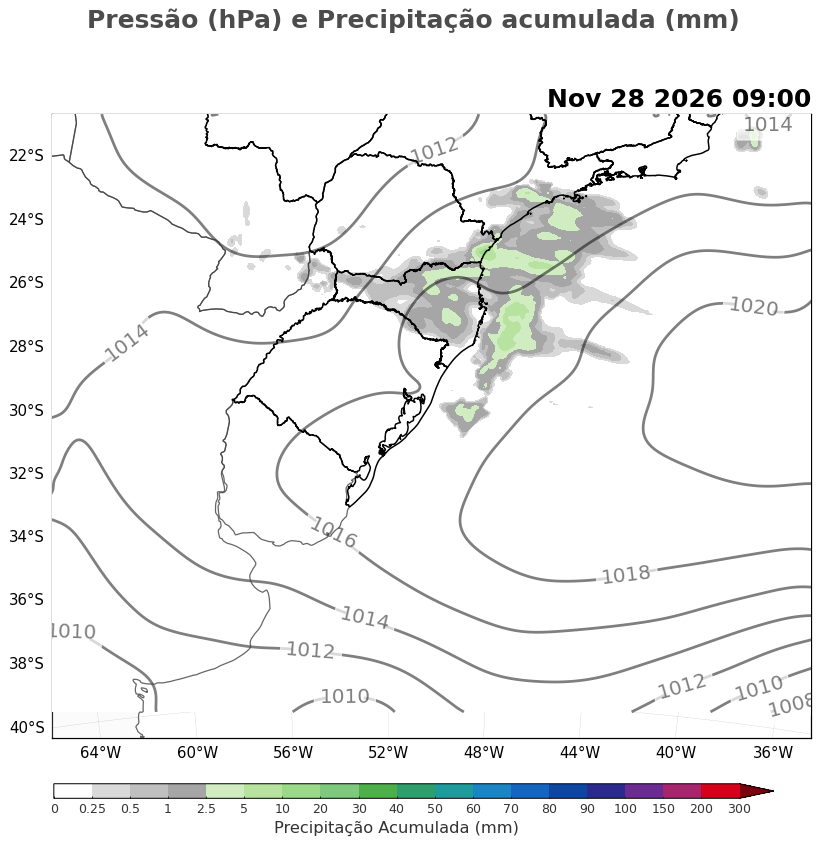 Pressão (hPa) e Precipitação acumulada (mm)
Nov 28 2026 09:00
1014
1012
22°S
24°S
26°S
1020
28°S
1014
30°S
32°S
1016
34°S
1018
36°S
1014
1010
1012
38°S
1012
1010
1010
1008
40°S
64°W 60°W 56°W 52°W 48°W 44°W 40°W 36°W
0 0.25 0.5 1 2.5 5 10 20 30 40 50 60 70 80 90 100 150 200 300
Precipitação Acumulada (mm)